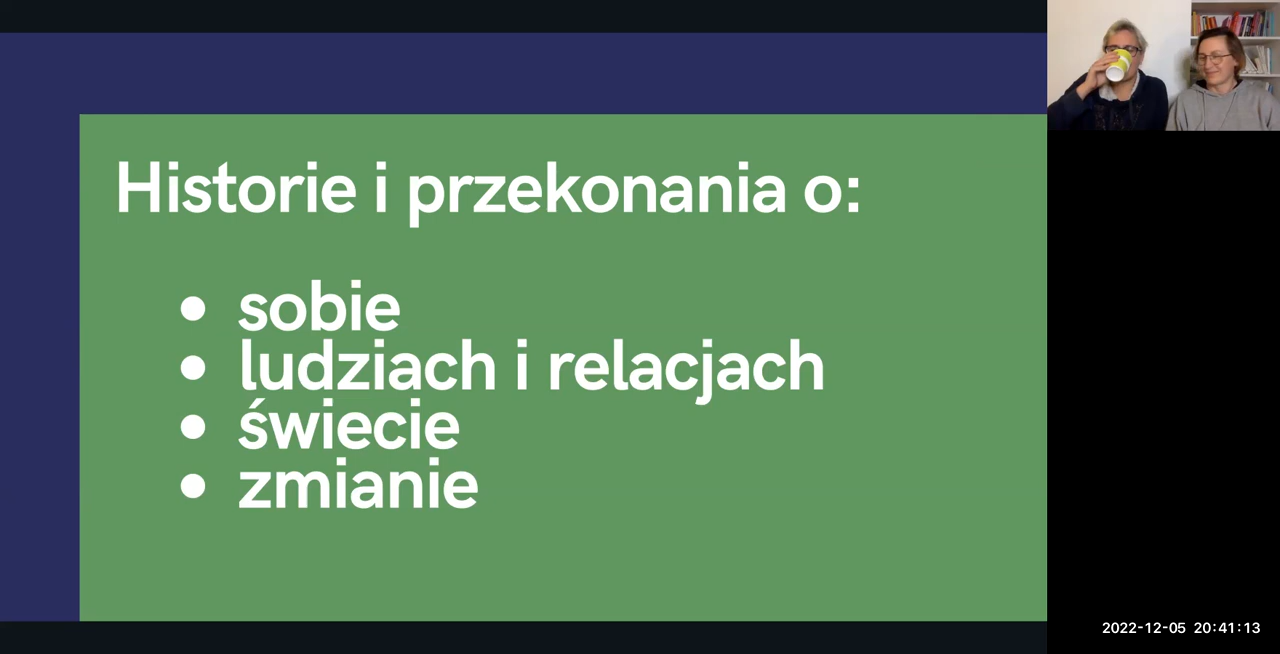 Historie i przekonania o:
• sobie
• ludziach i relacjach
• świecie
• zmianie
2022-12-05 20:41:13